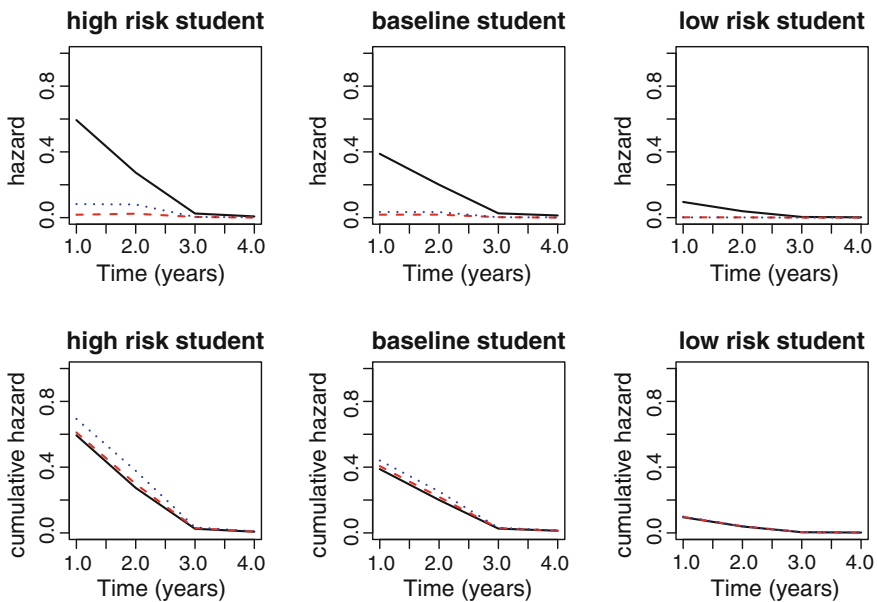 high risk student
baseline student
low risk student
hazard
0.0 0.4 0.8
1.0 2.0 3.0 4.0
Time (years)
hazard
0.0 0.4 0.8
1.0 2.0 3.0 4.0
Time (years)
hazard
0.0 0.4 0.8
1.0 2.0 3.0 4.0
Time (years)
high risk student
baseline student
low risk student
cumulative hazard
0.0 0.4 0.8
1.0 2.0 3.0 4.0
Time (years)
cumulative hazard
0.0 0.4 0.8
1.0 2.0 3.0 4.0
Time (years)
cumulative hazard
0.0 0.4 0.8
1.0 2.0 3.0 4.0
Time (years)